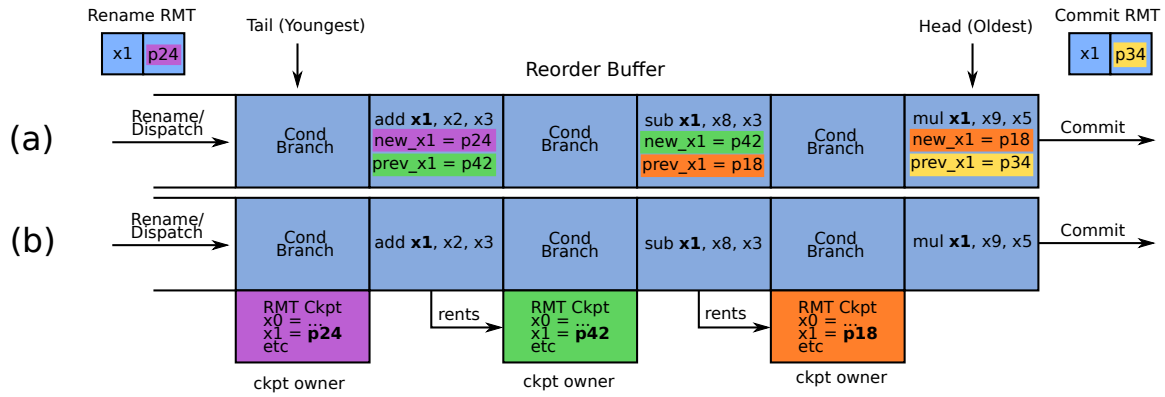 Rename RMT
Tail (Youngest)
Head (Oldest)
Commit RMT
x1
p24
x1
p34
Reorder Buffer
(a)
Rename/
Dispatch
Cond
Branch
add x1, x2, x3
new_x1 = p24
prev_x1 = p42
Cond
Branch
sub x1, x8, x3
new_x1 = p42
prev_x1 = p18
Cond
Branch
mul x1, x9, x5
new_x1 = p18
prev_x1 = p34
Commit
(b)
Rename/
Dispatch
Cond
Branch
add x1, x2, x3
Cond
Branch
sub x1, x8, x3
Cond
Branch
mul x1, x9, x5
Commit
RMT Ckpt
x0 = ...
x1 = p24
etc
rents
RMT Ckpt
x0 = ...
x1 = p42
etc
rents
RMT Ckpt
x0 = ...
x1 = p18
etc
ckpt owner
ckpt owner
ckpt owner